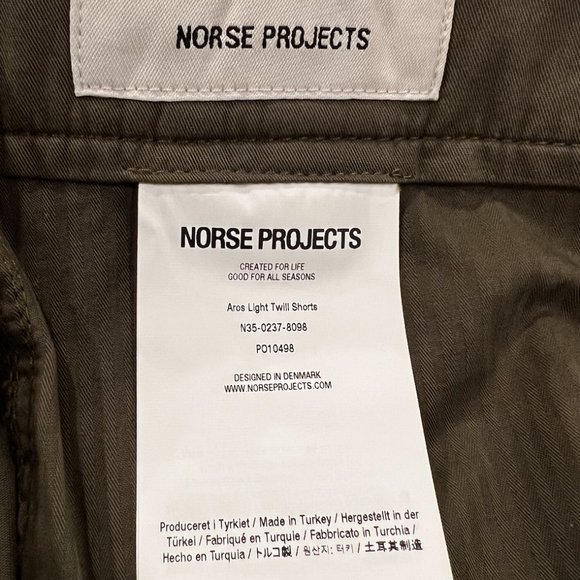 NORSE PROJECTS
NORSE PROJECTS
CREATED FOR LIFE
GOOD FOR ALL SEASONS
Aros Light Twill Shorts
N35-0237-8098
PO10498
DESIGNED IN DENMARK
WWW.NORSEPROJECTS.COM
Produceret i Tyrkiet / Made in Turkey / Hergestellt in der
Türkei / Fabriqué en Turquie / Fabbricato in Turchia /
Hecho en Turquía / トルコ製 / 원산지: 터키 / 土耳其制造